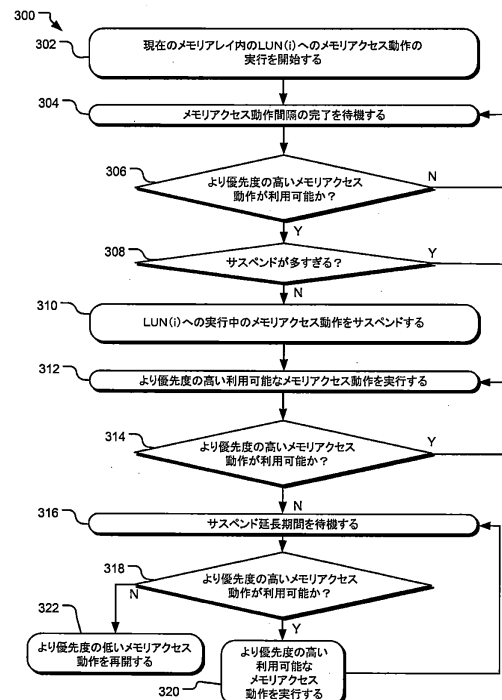 300
302
現在のメモリアレイ内のLUN(i)へのメモリアクセス動作の
実行を開始する
304
メモリアクセス動作間隔の完了を待機する
306
より優先度の高いメモリアクセス
動作が利用可能か?
N
Y
308
サスペンドが多すぎる?
Y
N
310
LUN(i)への実行中のメモリアクセス動作をサスペンドする
312
より優先度の高い利用可能なメモリアクセス動作を実行する
314
より優先度の高いメモリアクセス
動作が利用可能か?
Y
N
316
サスペンド延長期間を待機する
318
より優先度の高いメモリアクセス
動作が利用可能か?
N
Y
322
より優先度の低いメモリアクセス
動作を再開する
320
より優先度の高い
利用可能な
メモリアクセス
動作を実行する